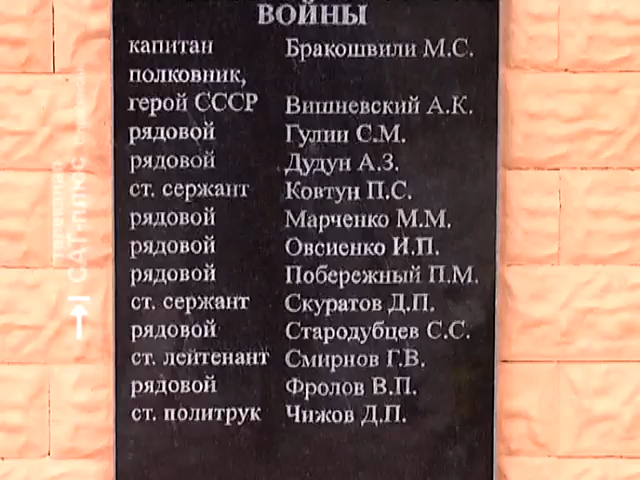 ВОЙНЫ
капитан Бракошвили М.С.
полковник,
герой СССР Вишневский А.К.
рядовой Гулии С.М.
рядовой Дудун А.З.
ст. сержант Ковтун П.С.
рядовой Марченко М.М.
рядовой Овсиенко И.П.
рядовой Побережный П.М.
ст. сержант Скуратов Д.П.
рядовой Стародубцев С.С.
ст. лейтенант Смирнов Г.В.
рядовой Фролов В.П.
ст. политрук Чижов Д.П.
САТ-плюс